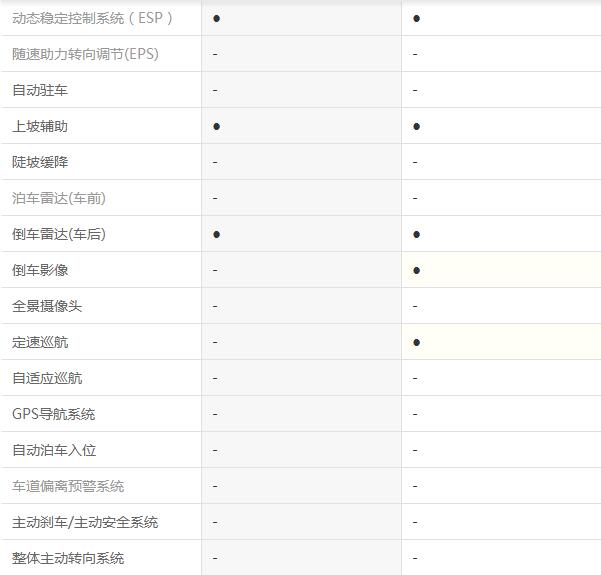 动态稳定控制系统（ESP） ● ●
随速助力转向调节(EPS) - -
自动驻车 - -
上坡辅助 ● ●
陡坡缓降 - -
泊车雷达(车前) - -
倒车雷达(车后) ● ●
倒车影像 - ●
全景摄像头 - -
定速巡航 - ●
自适应巡航 - -
GPS导航系统 - -
自动泊车入位 - -
车道偏离预警系统 - -
主动刹车/主动安全系统 - -
整体主动转向系统 - -